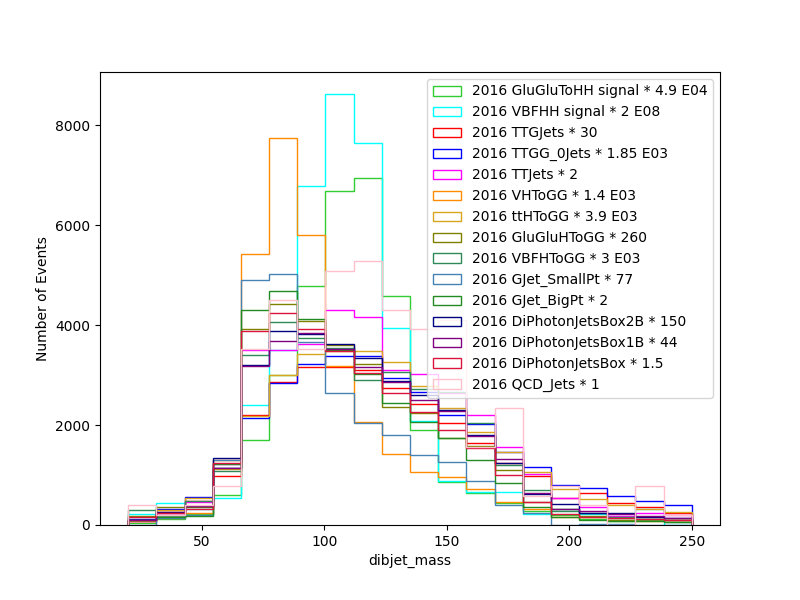 2016 GluGluToHH signal * 4.9 E04
2016 VBFHH signal * 2 E08
2016 TTGJets * 30
2016 TTGG_0Jets * 1.85 E03
2016 TTJets * 2
2016 VHToGG * 1.4 E03
2016 ttHToGG * 3.9 E03
2016 GluGluHToGG * 260
2016 VBFHToGG * 3 E03
2016 GJet_SmallPt * 77
2016 GJet_BigPt * 2
2016 DiPhotonJetsBox2B * 150
2016 DiPhotonJetsBox1B * 44
2016 DiPhotonJetsBox * 1.5
2016 QCD_Jets * 1
Number of Events
8000
6000
4000
2000
0
50 100 150 200 250
dibjet_mass